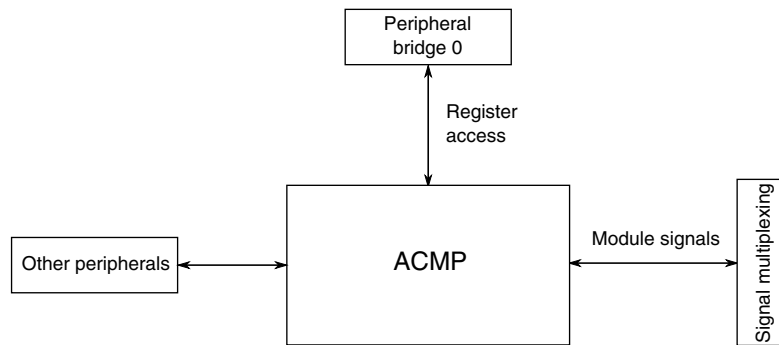 Peripheral
bridge 0
Register
access
Other peripherals
ACMP
Module signals
Signal multiplexing